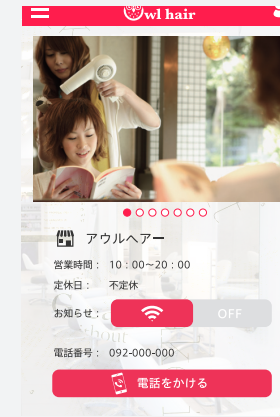 Owl hair
アウルヘアー
営業時間： 10：00〜20：00
定休日： 不定休
お知らせ： OFF
電話番号： 092-000-000
電話をかける